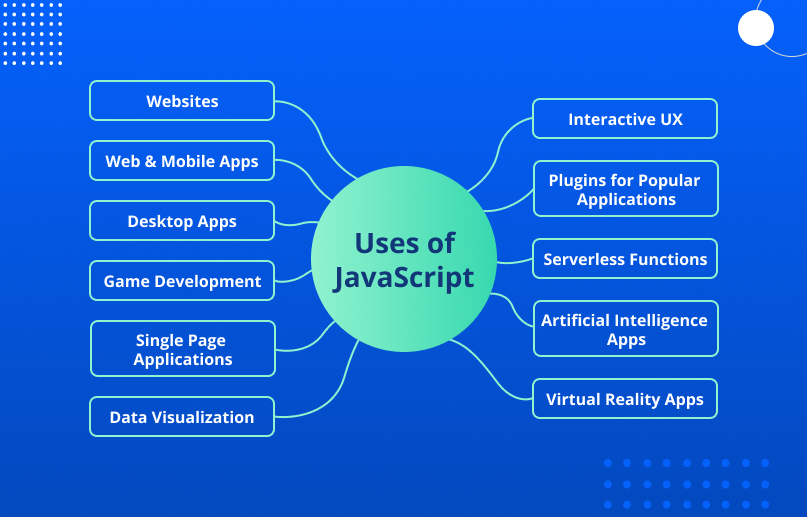 Websites
Web & Mobile Apps
Desktop Apps
Game Development
Single Page
Applications
Data Visualization
Uses of
JavaScript
Interactive UX
Plugins for Popular
Applications
Serverless Functions
Artificial Intelligence
Apps
Virtual Reality Apps